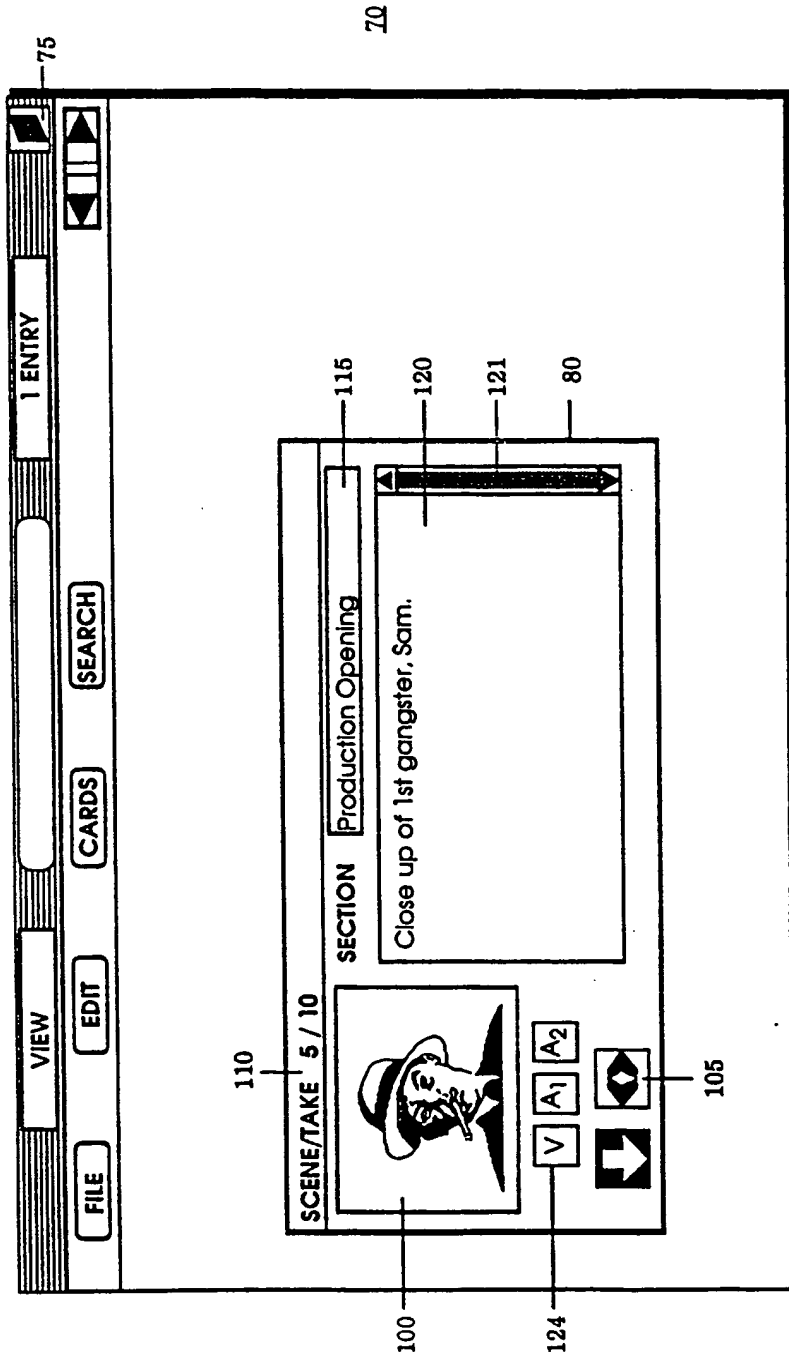 70
75
VIEW
1 ENTRY
FILE
EDIT
CARDS
SEARCH
110
SCENE/TAKE 5 / 10
SECTION
Production Opening
115
100
Close up of 1st gangster, Sam.
120
121
80
V
A1
A2
124
105